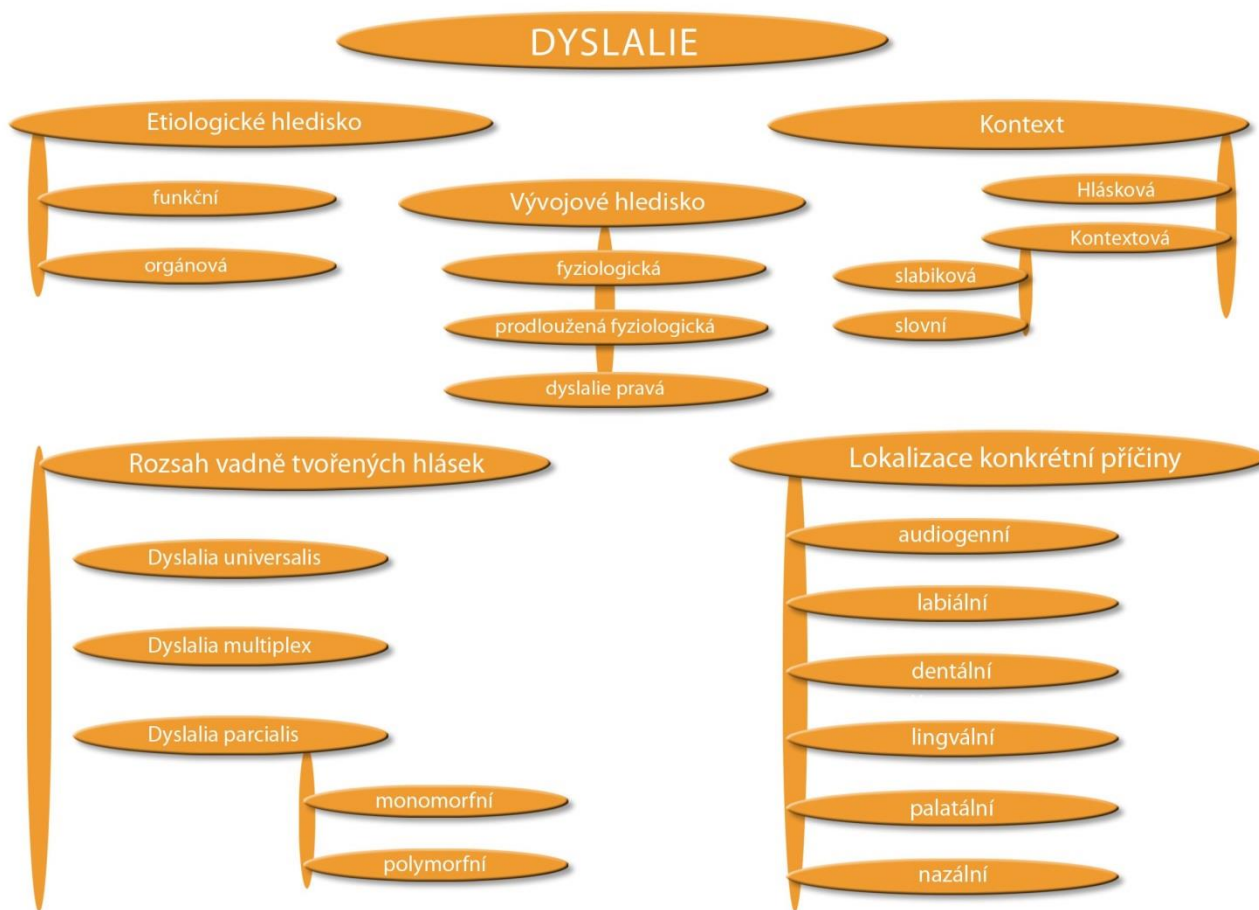 DYSLALIE
Etiologické hledisko
funkční
orgánová
Vývojové hledisko
fyziologická
prodloužená fyziologická
dyslalie pravá
Kontext
Hlásková
Kontextová
slabiková
slovní
Rozsah vadně tvořených hlásek
Dyslalia universalis
Dyslalia multiplex
Dyslalia parcialis
monomorfní
polymorfní
Lokalizace konkrétní příčiny
audiogenní
labiální
dentální
lingvální
palatální
nazální